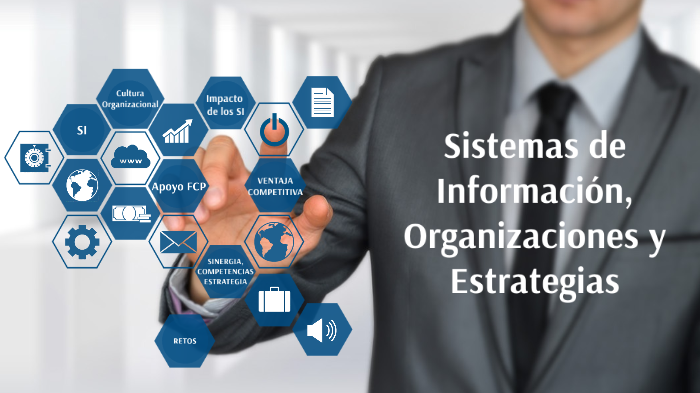 Cultura
Organizacional
Impacto
de los SI
SI
www
Apoyo FCP
VENTAJA
COMPETITIVA
SINERGIA,
COMPETENCIAS
ESTRATEGIA
RETOS
Sistemas de
Información,
Organizaciones y
Estrategias